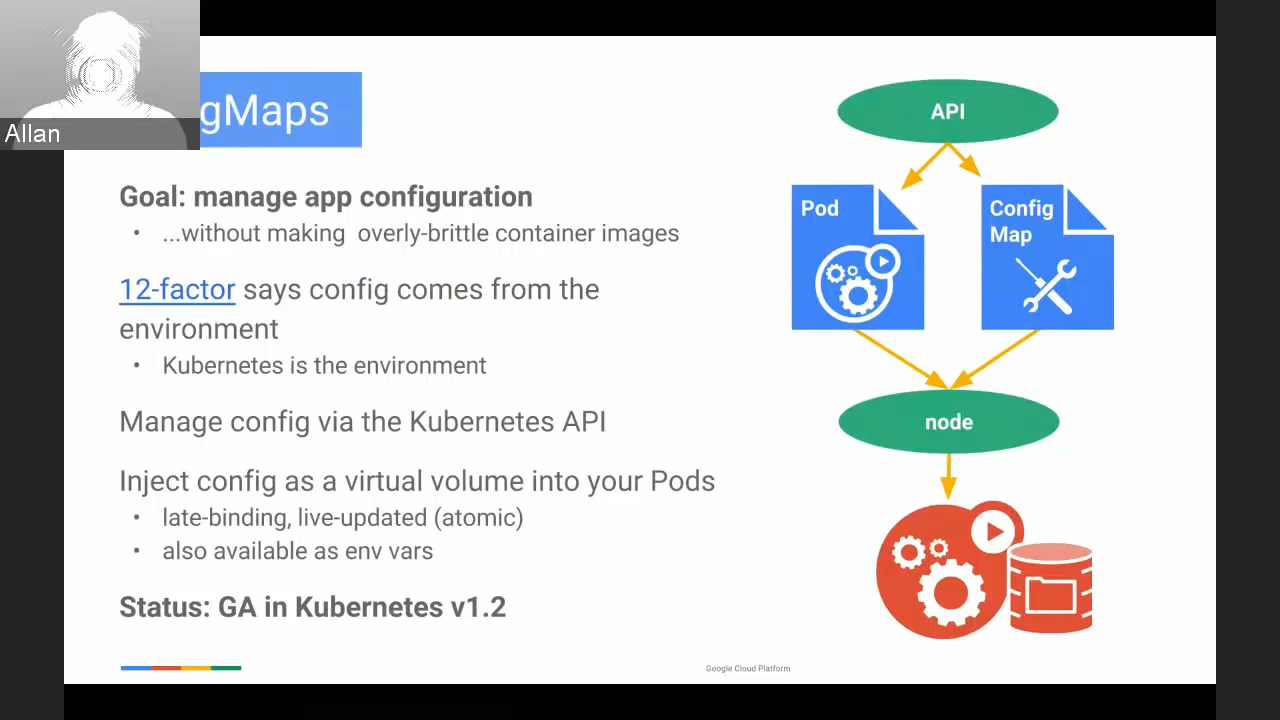 Allan
gMaps
Goal: manage app configuration
• ...without making overly-brittle container images
12-factor says config comes from the
environment
• Kubernetes is the environment
Manage config via the Kubernetes API
Inject config as a virtual volume into your Pods
• late-binding, live-updated (atomic)
• also available as env vars
Status: GA in Kubernetes v1.2
API
Pod
Config
Map
node
Google Cloud Platform